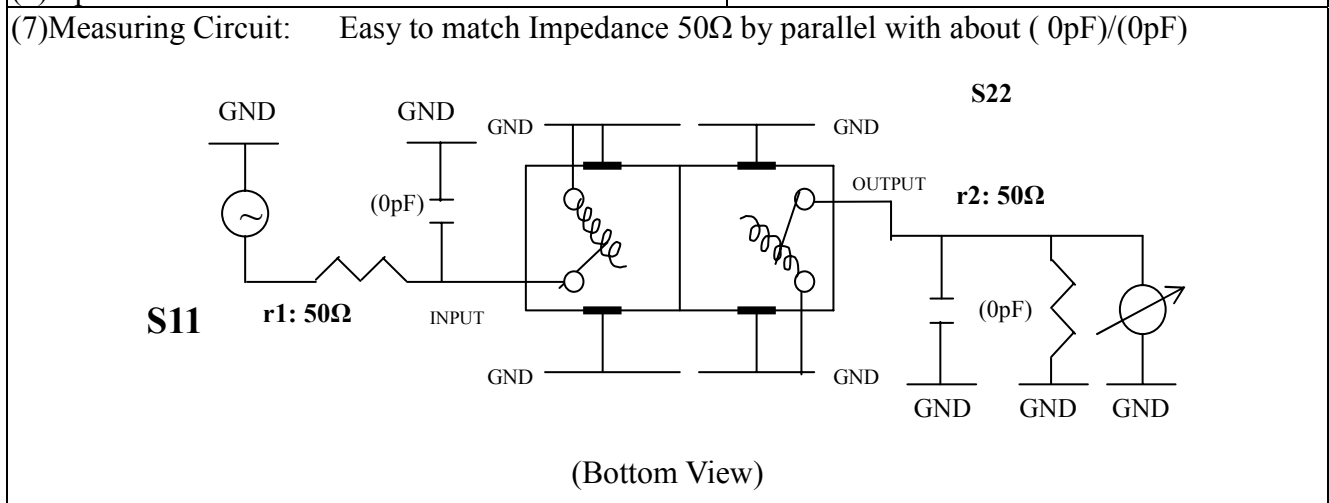 (7)Measuring Circuit: Easy to match Impedance 50Ω by parallel with about ( 0pF)/(0pF)
S22
GND
GND
GND
GND
(0pF)
OUTPUT
r2: 50Ω
S11
r1: 50Ω
INPUT
(0pF)
GND
GND
GND
GND
GND
(Bottom View)